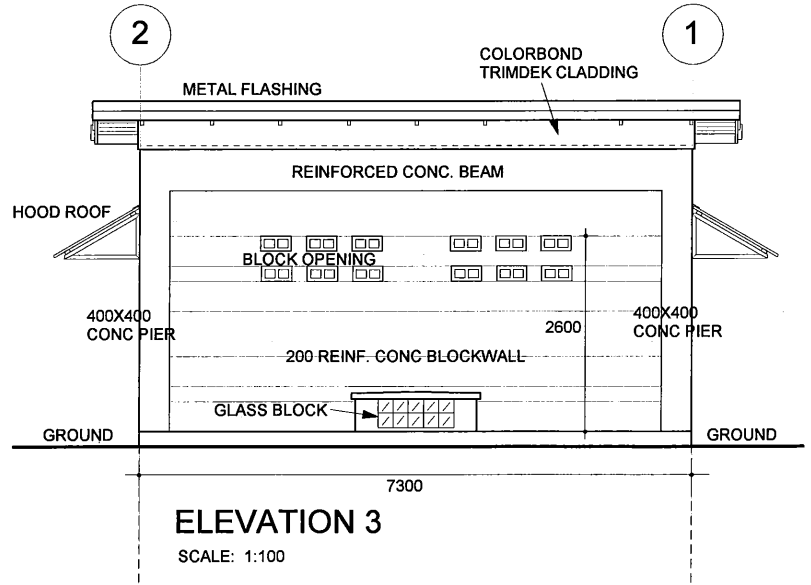 2
1
COLORBOND
TRIMDEK CLADDING
METAL FLASHING
REINFORCED CONC. BEAM
HOOD ROOF
BLOCK OPENING
400X400
CONC PIER
2600
400X400
CONC PIER
200 REINF. CONC BLOCKWALL
GLASS BLOCK
GROUND
GROUND
7300
ELEVATION 3
SCALE: 1:100